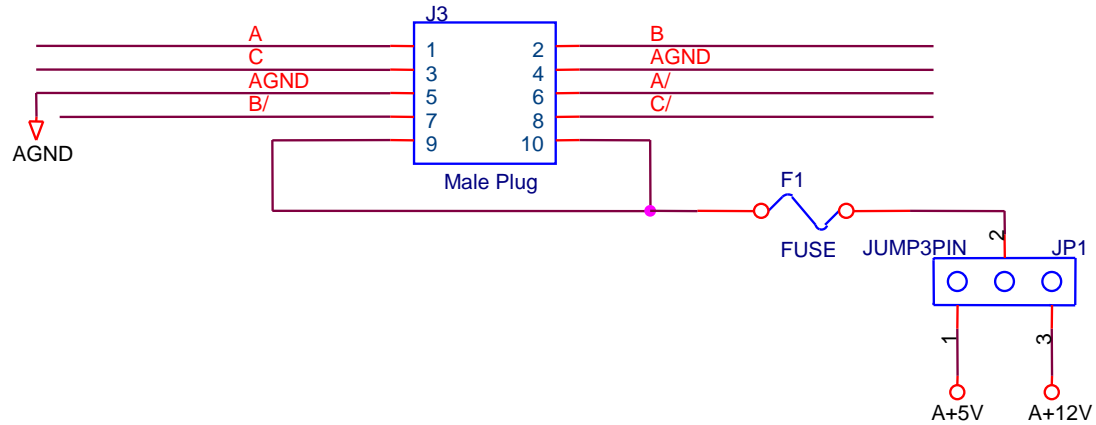 J3
A 1 2 B
C 3 4 AGND
AGND 5 6 A/
B/ 7 8 C/
AGND 9 10
Male Plug
F1
FUSE
JUMP3PIN 2 JP1
1 3
A+5V A+12V